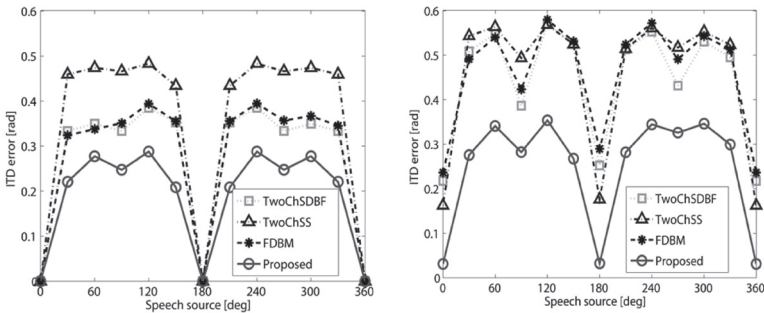 0.6
0.5
0.4
0.3
0.2
0.1
0
ITD error [rad]
0 60 120 180 240 300 360
Speech source [deg]
TwoChSDBF
TwoChSS
FDBM
Proposed
0.6
0.5
0.4
0.3
0.2
0.1
0
ITD error [rad]
0 60 120 180 240 300 360
Speech source [deg]
TwoChSDBF
TwoChSS
FDBM
Proposed